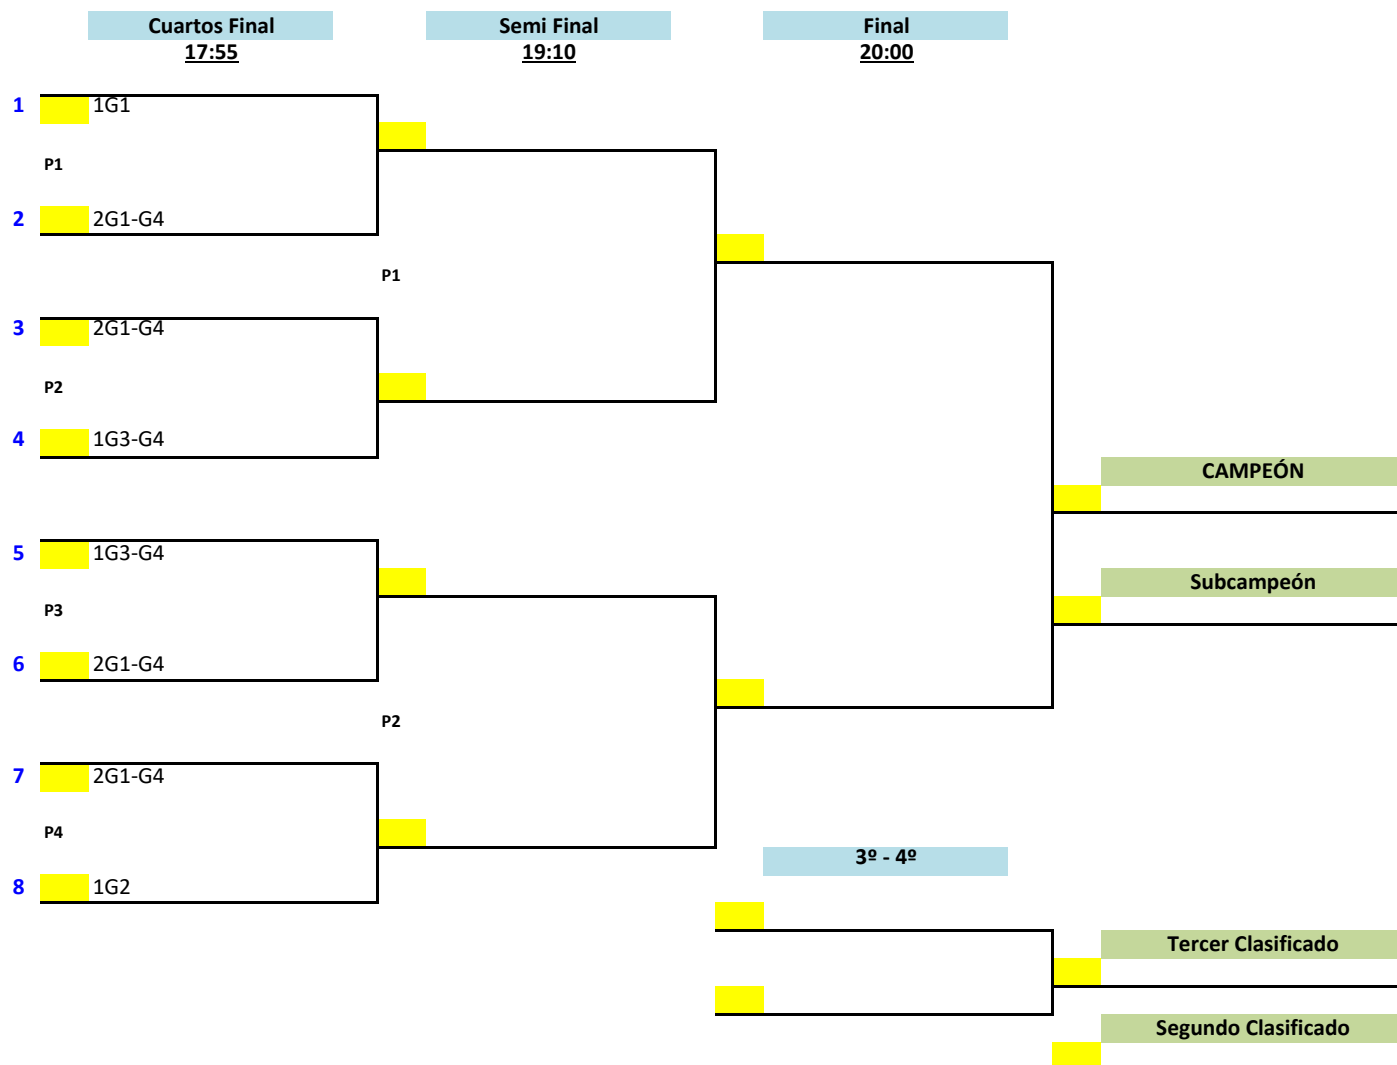 Cuartos Final Semi Final Final
17:55 19:10 20:00
1 1G1
P1
2 2G1-G4
P1
3 2G1-G4
P2
4 1G3-G4
CAMPEÓN
5 1G3-G4
Subcampeón
P3
6 2G1-G4
P2
7 2G1-G4
P4
3º - 4º
8 1G2
Tercer Clasificado
Segundo Clasificado